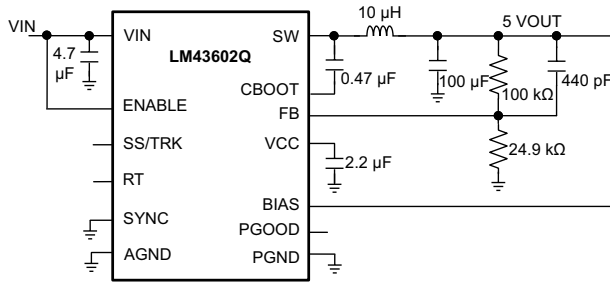 VIN
4.7
µF
VIN
LM43602Q
SW
10 µH
5 VOUT
0.47 µF
100 µF
100 kΩ
440 pF
CBOOT
ENABLE
FB
SS/TRK
VCC
24.9 kΩ
2.2 µF
RT
BIAS
SYNC
PGOOD
AGND
PGND